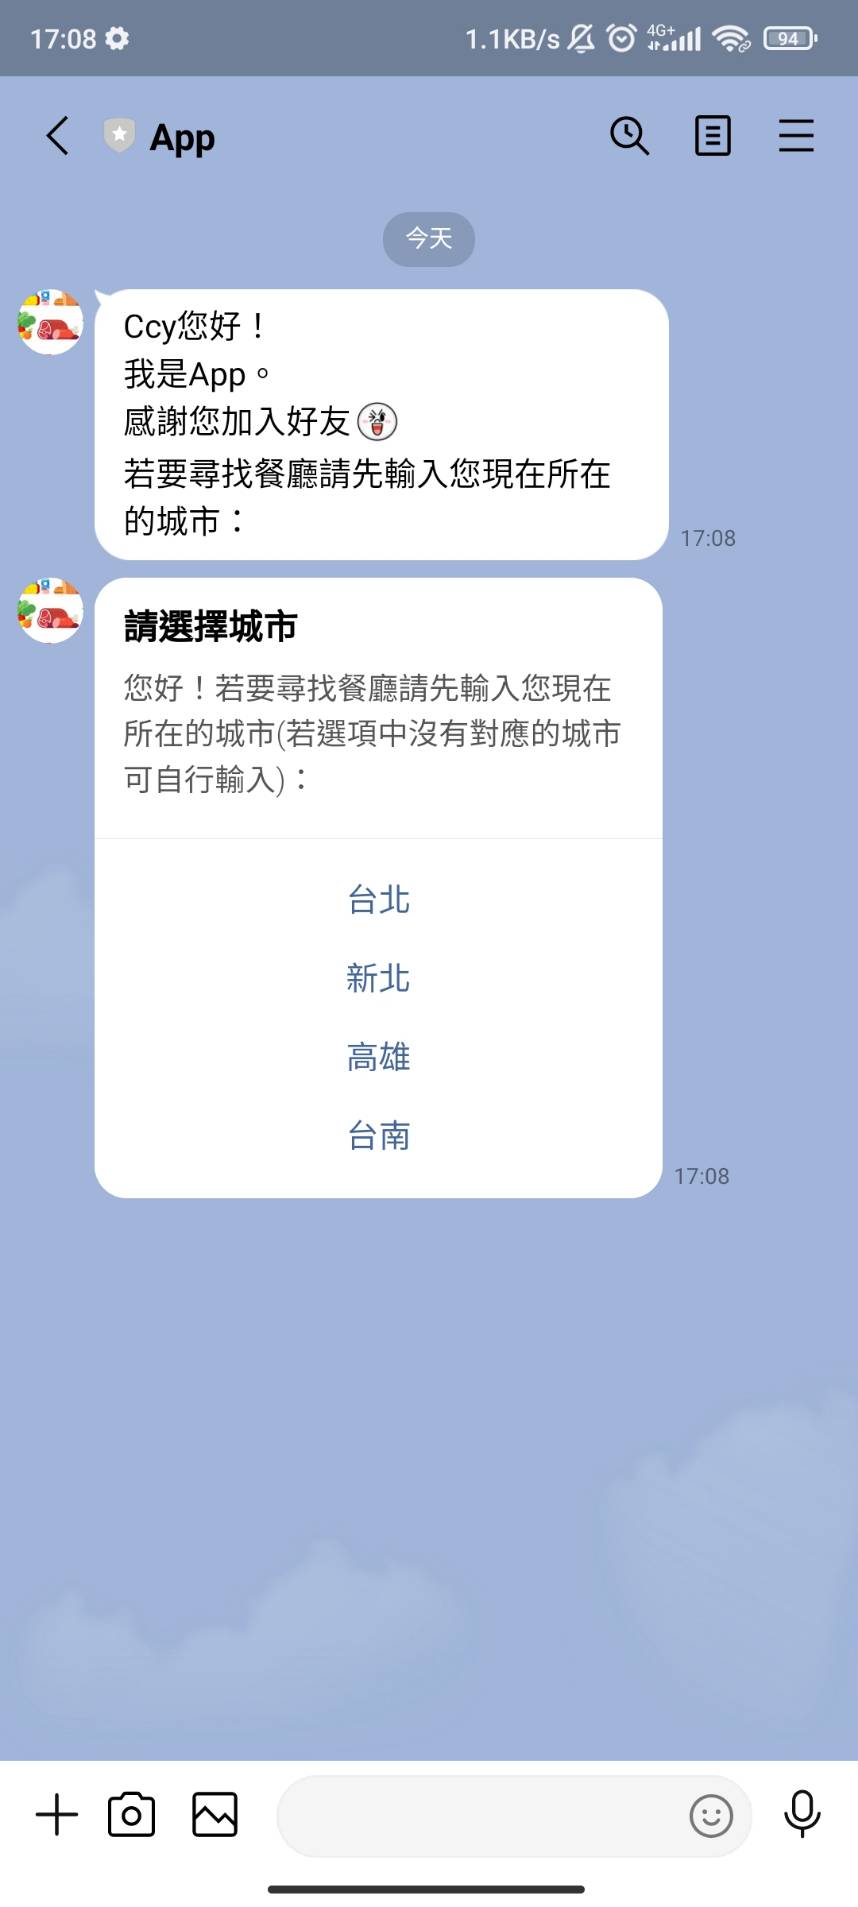 17:08
1.1KB/s
4G+
94
App
今天
Ccy您好！
我是App。
感謝您加入好友
若要尋找餐廳請先輸入您現在所在
的城市：
17:08
請選擇城市
您好！若要尋找餐廳請先輸入您現在
所在的城市(若選項中沒有對應的城市
可自行輸入)：
台北
新北
高雄
台南
17:08